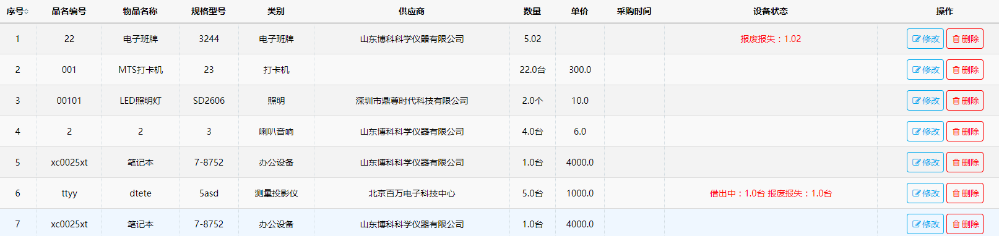 序号 品名编号 物品名称 规格型号 类别 供应商 数量 单价 采购时间 设备状态 操作
1 22 电子班牌 3244 电子班牌 山东博科科学仪器有限公司 5.02 报废报失：1.02 修改 删除
2 001 MTS打卡机 23 打卡机 22.0台 300.0 修改 删除
3 00101 LED照明灯 SD2606 照明 深圳市鼎尊时代科技有限公司 2.0个 10.0 修改 删除
4 2 2 3 喇叭音响 山东博科科学仪器有限公司 4.0台 6.0 修改 删除
5 xc0025xt 笔记本 7-8752 办公设备 山东博科科学仪器有限公司 1.0台 4000.0 修改 删除
6 ttyy dtete 5asd 测量投影仪 北京百万电子科技中心 5.0台 1000.0 借出中：1.0台 报废报失：1.0台 修改 删除
7 xc0025xt 笔记本 7-8752 办公设备 山东博科科学仪器有限公司 1.0台 4000.0 修改 删除